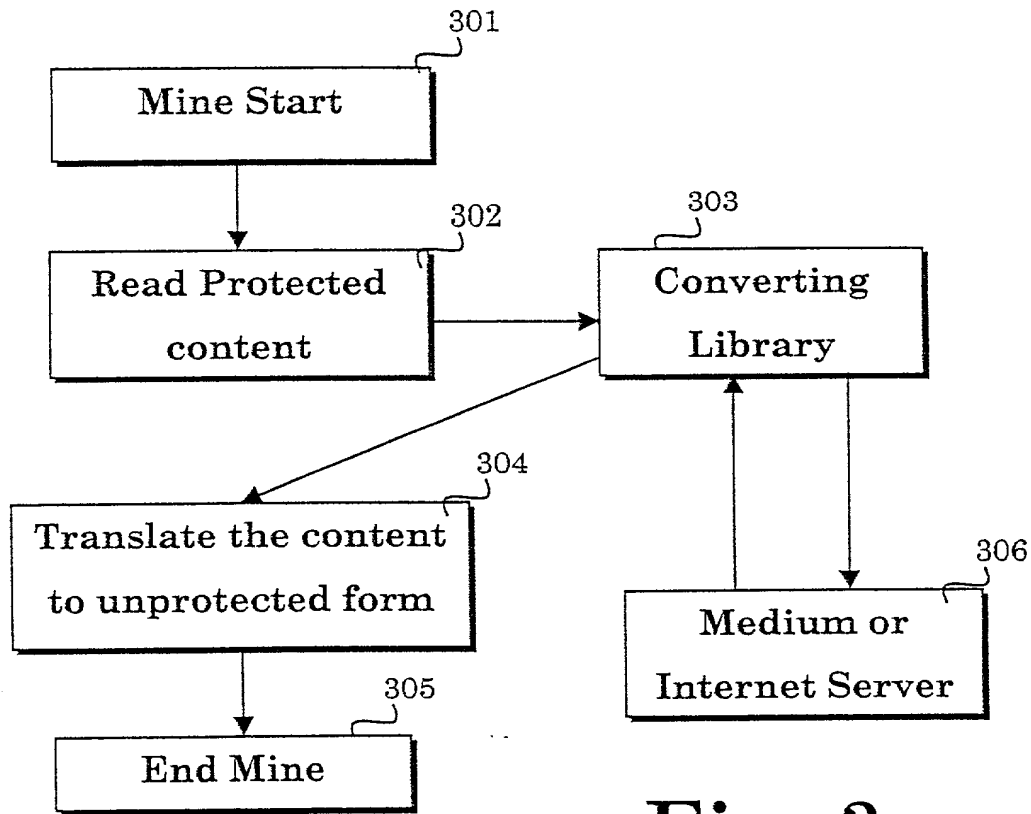 301
Mine Start
302
Read Protected
content
303
Converting
Library
304
Translate the content
to unprotected form
305
End Mine
306
Medium or
Internet Server